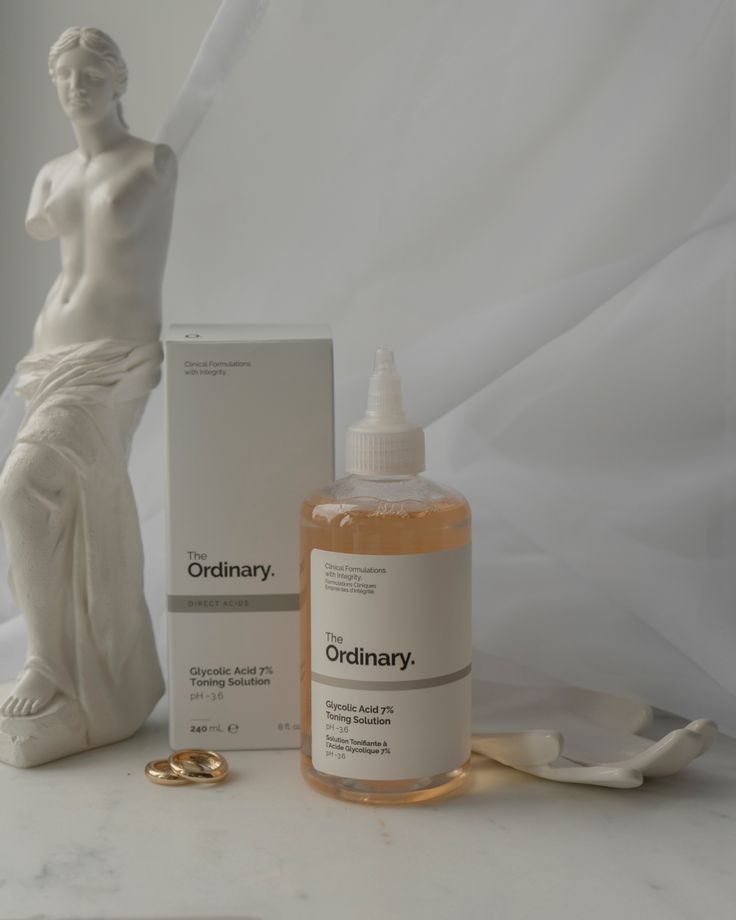 O.
Clinical Formulations
with Integrity.
The
Ordinary.
DIRECT ACIDS
Glycolic Acid 7%
Toning Solution
pH ~3.6
240 mL ℮ 8 fl. oz
Clinical Formulations
with Integrity.
Formulations Cliniques
Empreintes d'Intégrité.
The
Ordinary.
Glycolic Acid 7%
Toning Solution
pH ~3.6
Solution Tonifiante à
l'Acide Glycolique 7%
pH ~3.6